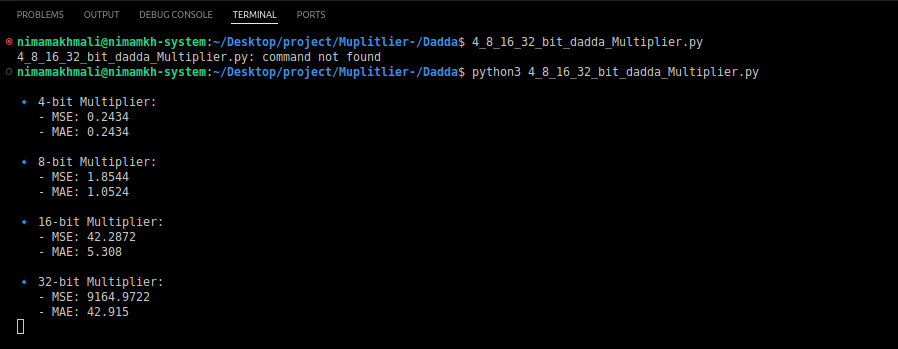 PROBLEMS OUTPUT DEBUG CONSOLE TERMINAL PORTS
nimamakhmali@nimamkh-system:~/Desktop/project/Muplitlier-/Dadda$ 4_8_16_32_bit_dadda_Multiplier.py
4_8_16_32_bit_dadda_Multiplier.py: command not found
nimamakhmali@nimamkh-system:~/Desktop/project/Muplitlier-/Dadda$ python3 4_8_16_32_bit_dadda_Multiplier.py
🔹 4-bit Multiplier:
- MSE: 0.2434
- MAE: 0.2434
🔹 8-bit Multiplier:
- MSE: 1.8544
- MAE: 1.0524
🔹 16-bit Multiplier:
- MSE: 42.2872
- MAE: 5.308
🔹 32-bit Multiplier:
- MSE: 9164.9722
- MAE: 42.915